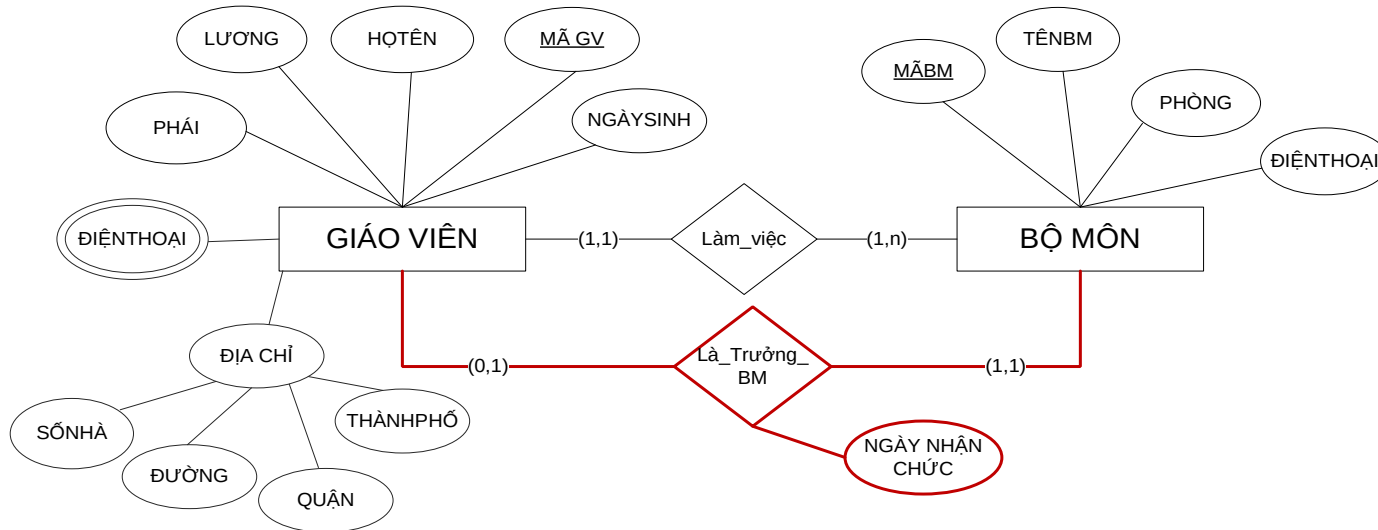 LƯƠNG
HỌTÊN
MÃ GV
TÊNBM
MÃBM
PHÒNG
PHÁI
NGÀYSINH
ĐIỆNTHOẠI
ĐIỆNTHOẠI
GIÁO VIÊN
(1,1)
Làm_việc
(1,n)
BỘ MÔN
ĐỊA CHỈ
(0,1)
Là_Trưởng_
BM
(1,1)
SỐNHÀ
THÀNHPHỐ
ĐƯỜNG
QUẬN
NGÀY NHẬN
CHỨC